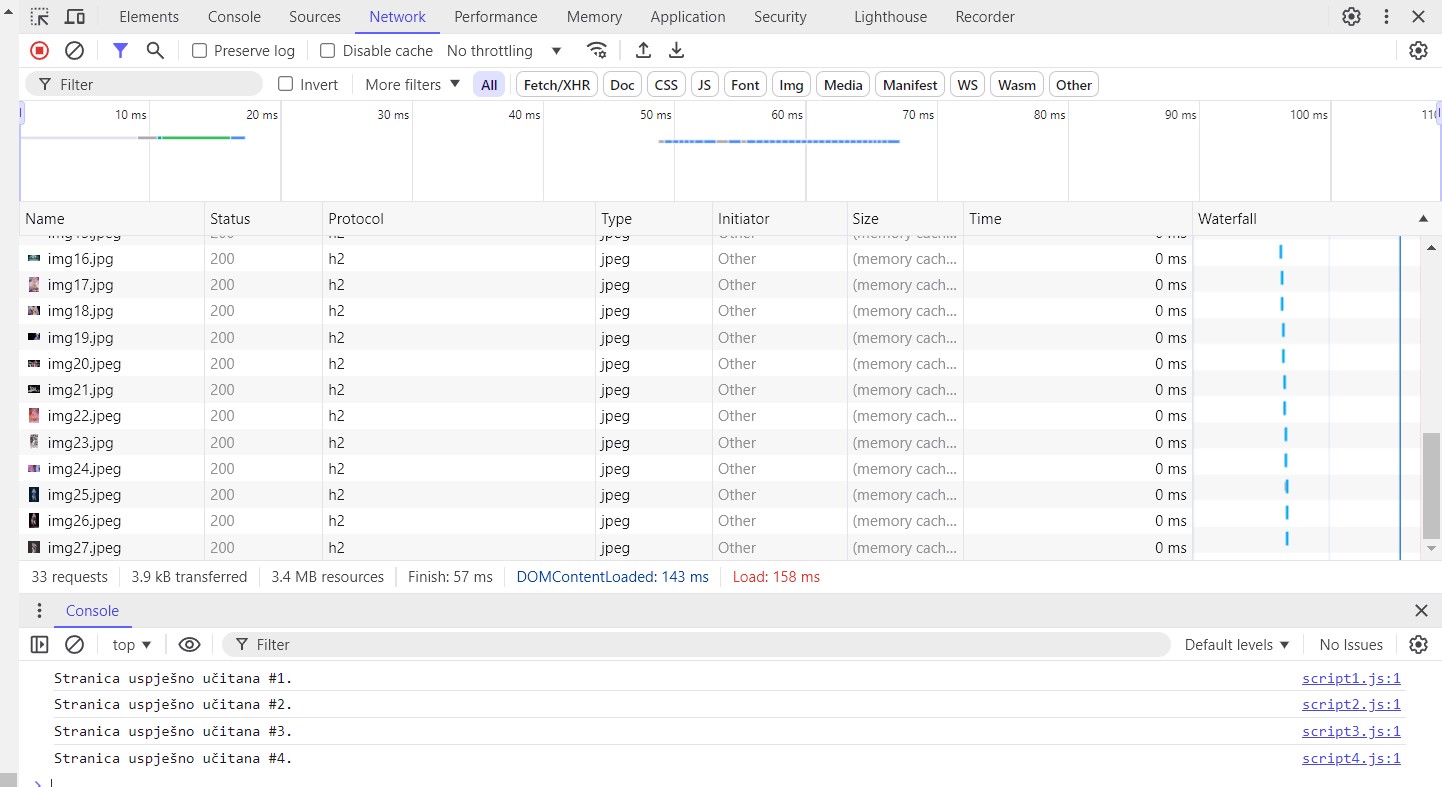 Elements Console Sources Network Performance Memory Application Security Lighthouse Recorder
Preserve log Disable cache No throttling
Filter Invert More filters All Fetch/XHR Doc CSS JS Font Img Media Manifest WS Wasm Other
10 ms 20 ms 30 ms 40 ms 50 ms 60 ms 70 ms 80 ms 90 ms 100 ms
Name Status Protocol Type Initiator Size Time Waterfall
200 h2 jpeg Other (memory cach... 0 ms
img16.jpg 200 h2 jpeg Other (memory cach... 0 ms
img17.jpg 200 h2 jpeg Other (memory cach... 0 ms
img18.jpg 200 h2 jpeg Other (memory cach... 0 ms
img19.jpg 200 h2 jpeg Other (memory cach... 0 ms
img20.jpeg 200 h2 jpeg Other (memory cach... 0 ms
img21.jpg 200 h2 jpeg Other (memory cach... 0 ms
img22.jpeg 200 h2 jpeg Other (memory cach... 0 ms
img23.jpg 200 h2 jpeg Other (memory cach... 0 ms
img24.jpeg 200 h2 jpeg Other (memory cach... 0 ms
img25.jpeg 200 h2 jpeg Other (memory cach... 0 ms
img26.jpeg 200 h2 jpeg Other (memory cach... 0 ms
img27.jpeg 200 h2 jpeg Other (memory cach... 0 ms
33 requests 3.9 kB transferred 3.4 MB resources Finish: 57 ms DOMContentLoaded: 143 ms Load: 158 ms
Console
top Filter Default levels No Issues
Stranica uspješno učitana #1. script1.js:1
Stranica uspješno učitana #2. script2.js:1
Stranica uspješno učitana #3. script3.js:1
Stranica uspješno učitana #4. script4.js:1